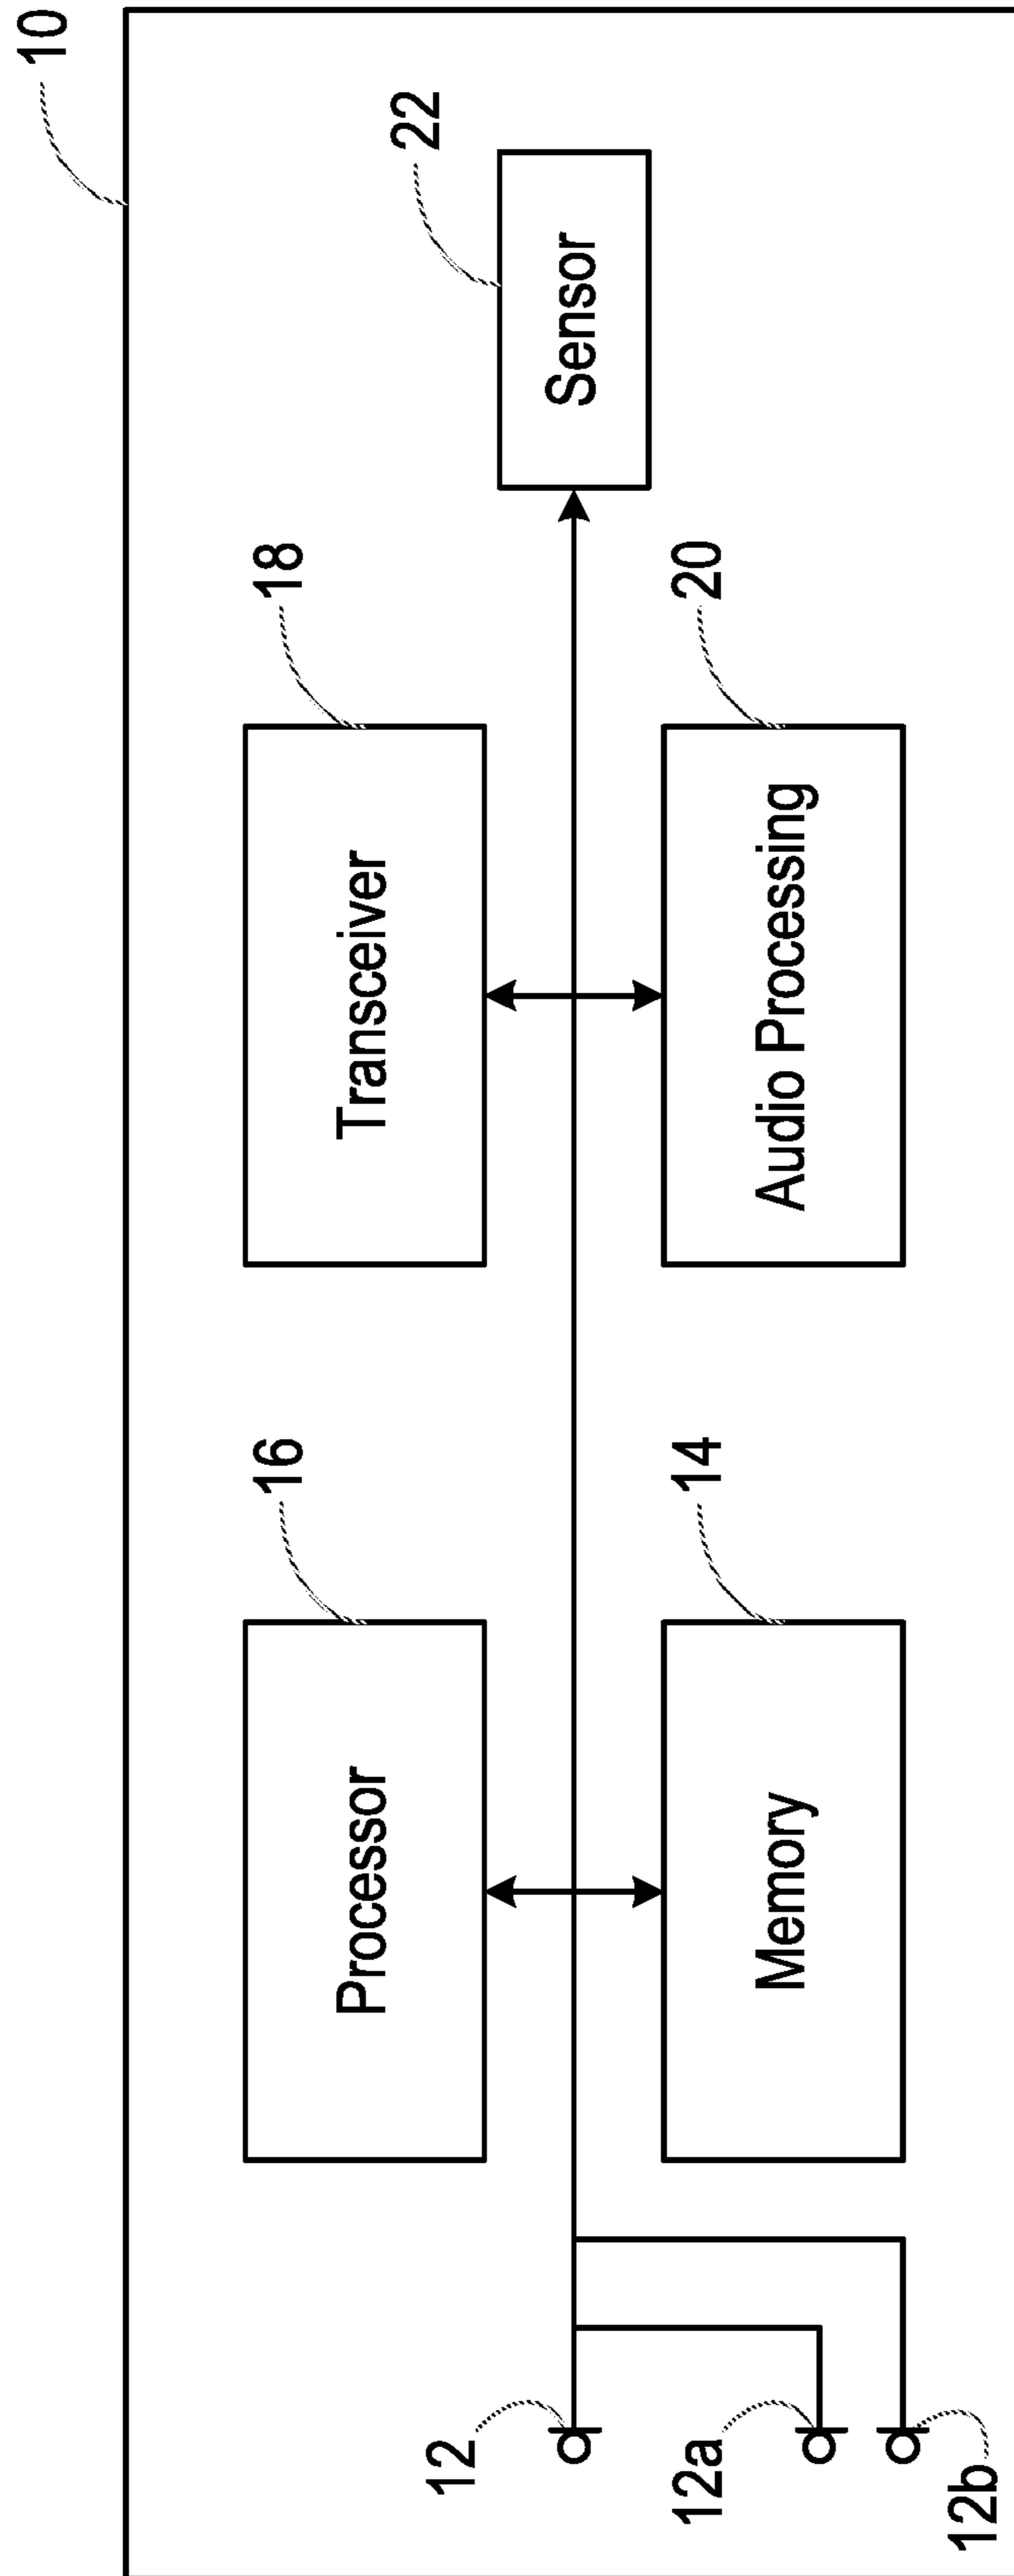 10
16
Processor
18
Transceiver
22
Sensor
12
12a
12b
14
Memory
20
Audio Processing